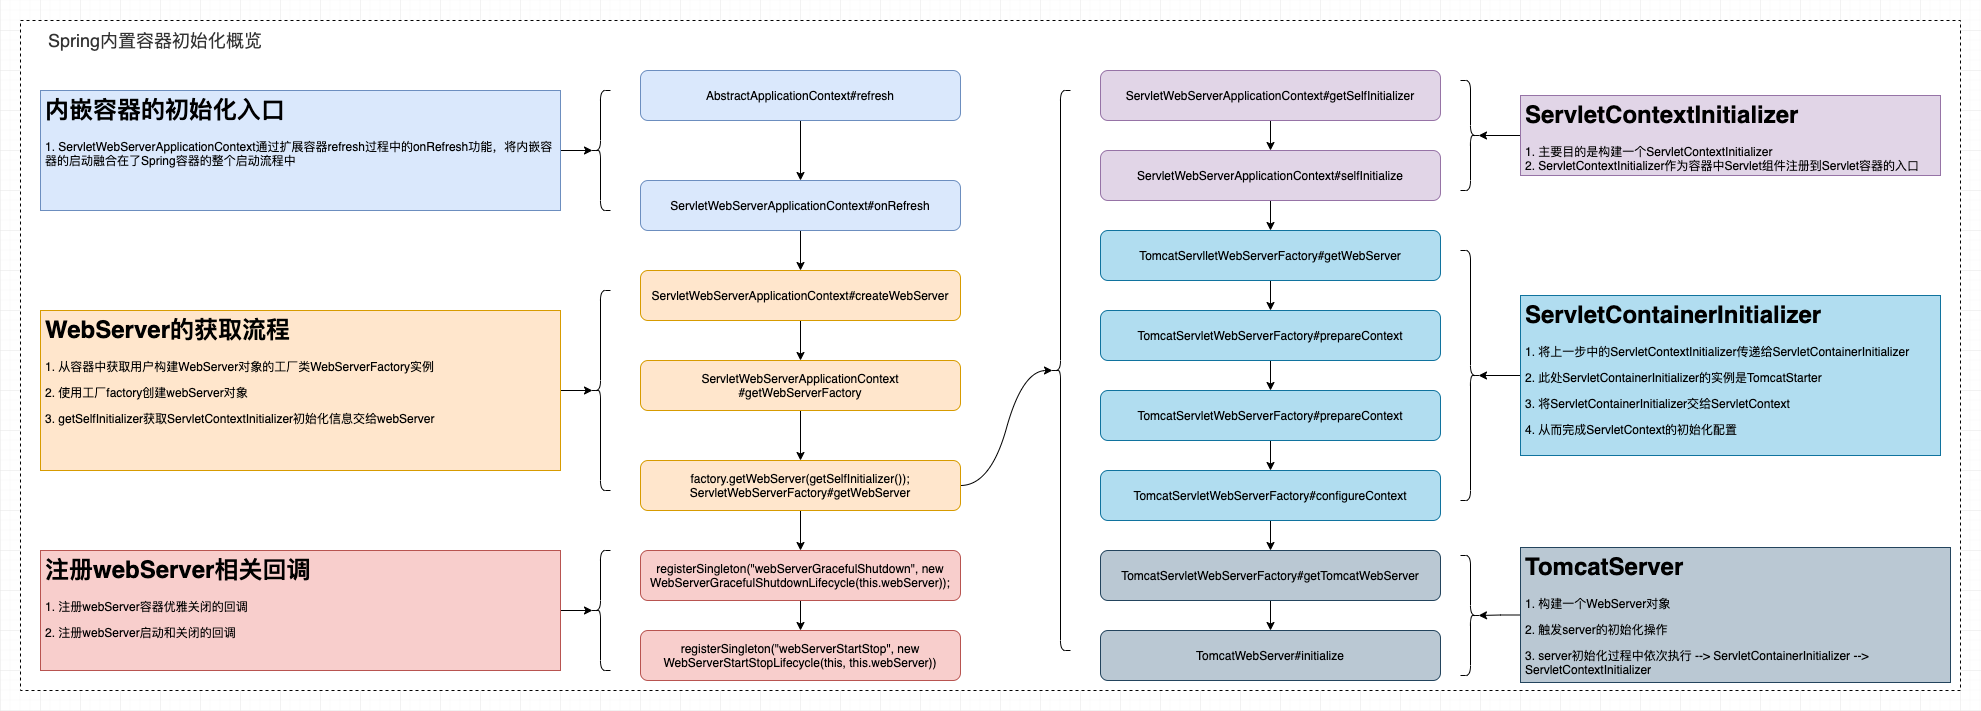 Spring内置容器初始化概览
内嵌容器的初始化入口
1. ServletWebServerApplicationContext通过扩展容器refresh过程中的onRefresh功能，将内嵌容
器的启动融合在了Spring容器的整个启动流程中
WebServer的获取流程
1. 从容器中获取用户构建WebServer对象的工厂类WebServerFactory实例
2. 使用工厂factory创建webServer对象
3. getSelfInitializer获取ServletContextInitializer初始化信息交给webServer
注册webServer相关回调
1. 注册webServer容器优雅关闭的回调
2. 注册webServer启动和关闭的回调
AbstractApplicationContext#refresh
ServletWebServerApplicationContext#onRefresh
ServletWebServerApplicationContext#createWebServer
ServletWebServerApplicationContext
#getWebServerFactory
factory.getWebServer(getSelfInitializer());
ServletWebServerFactory#getWebServer
registerSingleton("webServerGracefulShutdown", new
WebServerGracefulShutdownLifecycle(this.webServer));
registerSingleton("webServerStartStop", new
WebServerStartStopLifecycle(this, this.webServer))
ServletWebServerApplicationContext#getSelfInitializer
ServletWebServerApplicationContext#selfInitialize
TomcatServlletWebServerFactory#getWebServer
TomcatServletWebServerFactory#prepareContext
TomcatServletWebServerFactory#prepareContext
TomcatServletWebServerFactory#configureContext
TomcatServletWebServerFactory#getTomcatWebServer
TomcatWebServer#initialize
ServletContextInitializer
1. 主要目的是构建一个ServletContextInitializer
2. ServletContextInitializer作为容器中Servlet组件注册到Servlet容器的入口
ServletContainerInitializer
1. 将上一步中的ServletContextInitializer传递给ServletContainerInitializer
2. 此处ServletContainerInitializer的实例是TomcatStarter
3. 将ServletContainerInitializer交给ServletContext
4. 从而完成ServletContext的初始化配置
TomcatServer
1. 构建一个WebServer对象
2. 触发server的初始化操作
3. server初始化过程中依次执行 --> ServletContainerInitializer -->
ServletContextInitializer